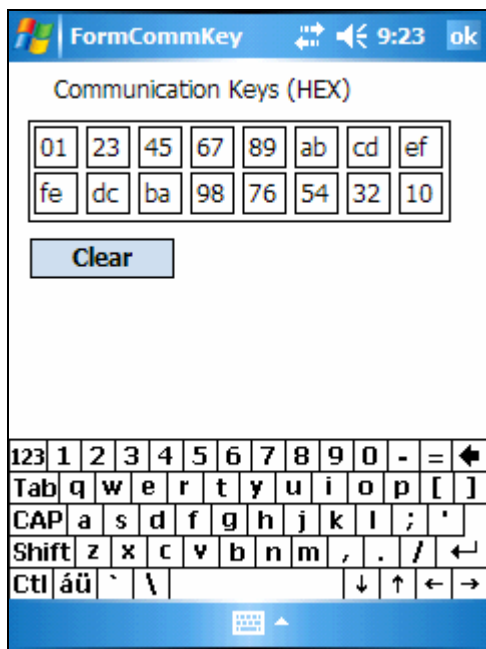 FormCommKey 9:23 ok
Communication Keys (HEX)
01 23 45 67 89 ab cd ef
fe dc ba 98 76 54 32 10
Clear
123 1 2 3 4 5 6 7 8 9 0 - =
Tab q w e r t y u i o p [ ]
CAP a s d f g h j k l ; '
Shift z x c v b n m , . / ↵
Ctl áü ` \ ↓ ↑ ← →